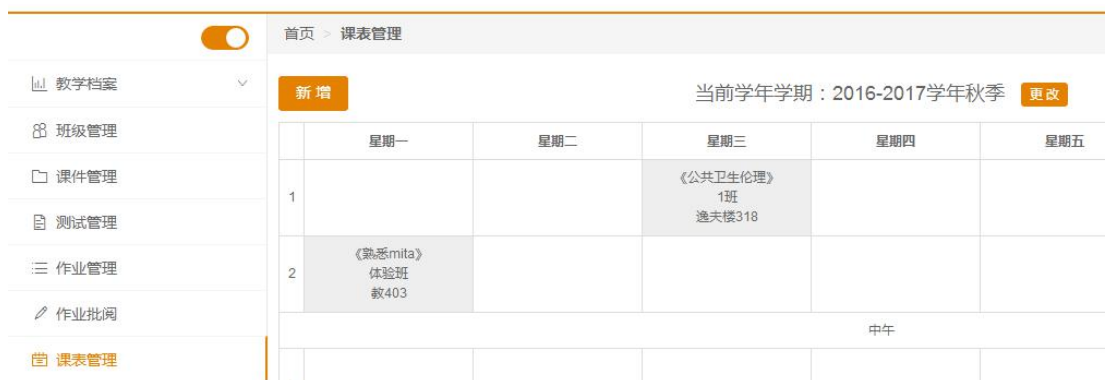 首页 > 课表管理
教学档案
班级管理
课件管理
测试管理
作业管理
作业批阅
课表管理
新增
当前学年学期：2016-2017学年秋季 更改
星期一 星期二 星期三 星期四 星期五
1
《公共卫生伦理》
1班
逸夫楼318
2
《熟悉mita》
体验班
教403
中午